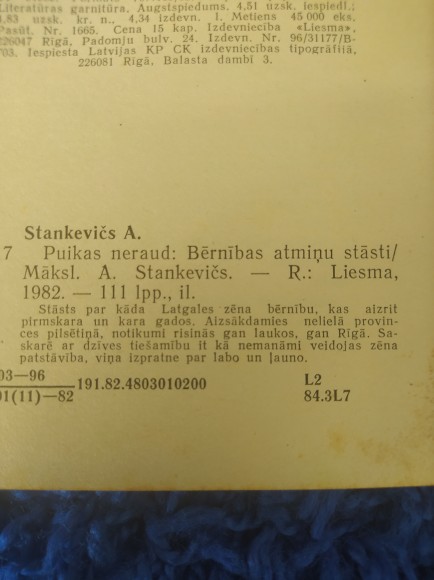 Literatūras garnitūra, Augstspiedums. 4,51 uzsk. iespiedl.;
4,83 uzsk. kr. n., 4,34 izdevn. l. Metiens 45 000 eks.
Pasūt. Nr. 1665. Cena 15 kap. Izdevniecība «Liesma»,
226047 Rīgā, Padomju bulv. 24. Izdevn. Nr. 96/31177/B-
703. Iespiesta Latvijas KP CK izdevniecības tipogrāfijā,
226081 Rīgā, Balasta dambī 3.
Stankevičs A.
7 Puikas neraud: Bērnības atmiņu stāsti/
Māksl. A. Stankevičs. — R.: Liesma,
1982. — 111 lpp., il.
Stāsts par kāda Latgales zēna bērnību, kas aizrit
pirmskara un kara gados. Aizsākdamies nelielā provin-
ces pilsētiņā, notikumi risinās gan laukos, gan Rīgā. Sa-
skarē ar dzīves tiešamību it kā nemanāmi veidojas zēna
patstāvība, viņa izpratne par labo un ļauno.
03—96
191.82.4803010200 L2
01(11)—82 84.3L7